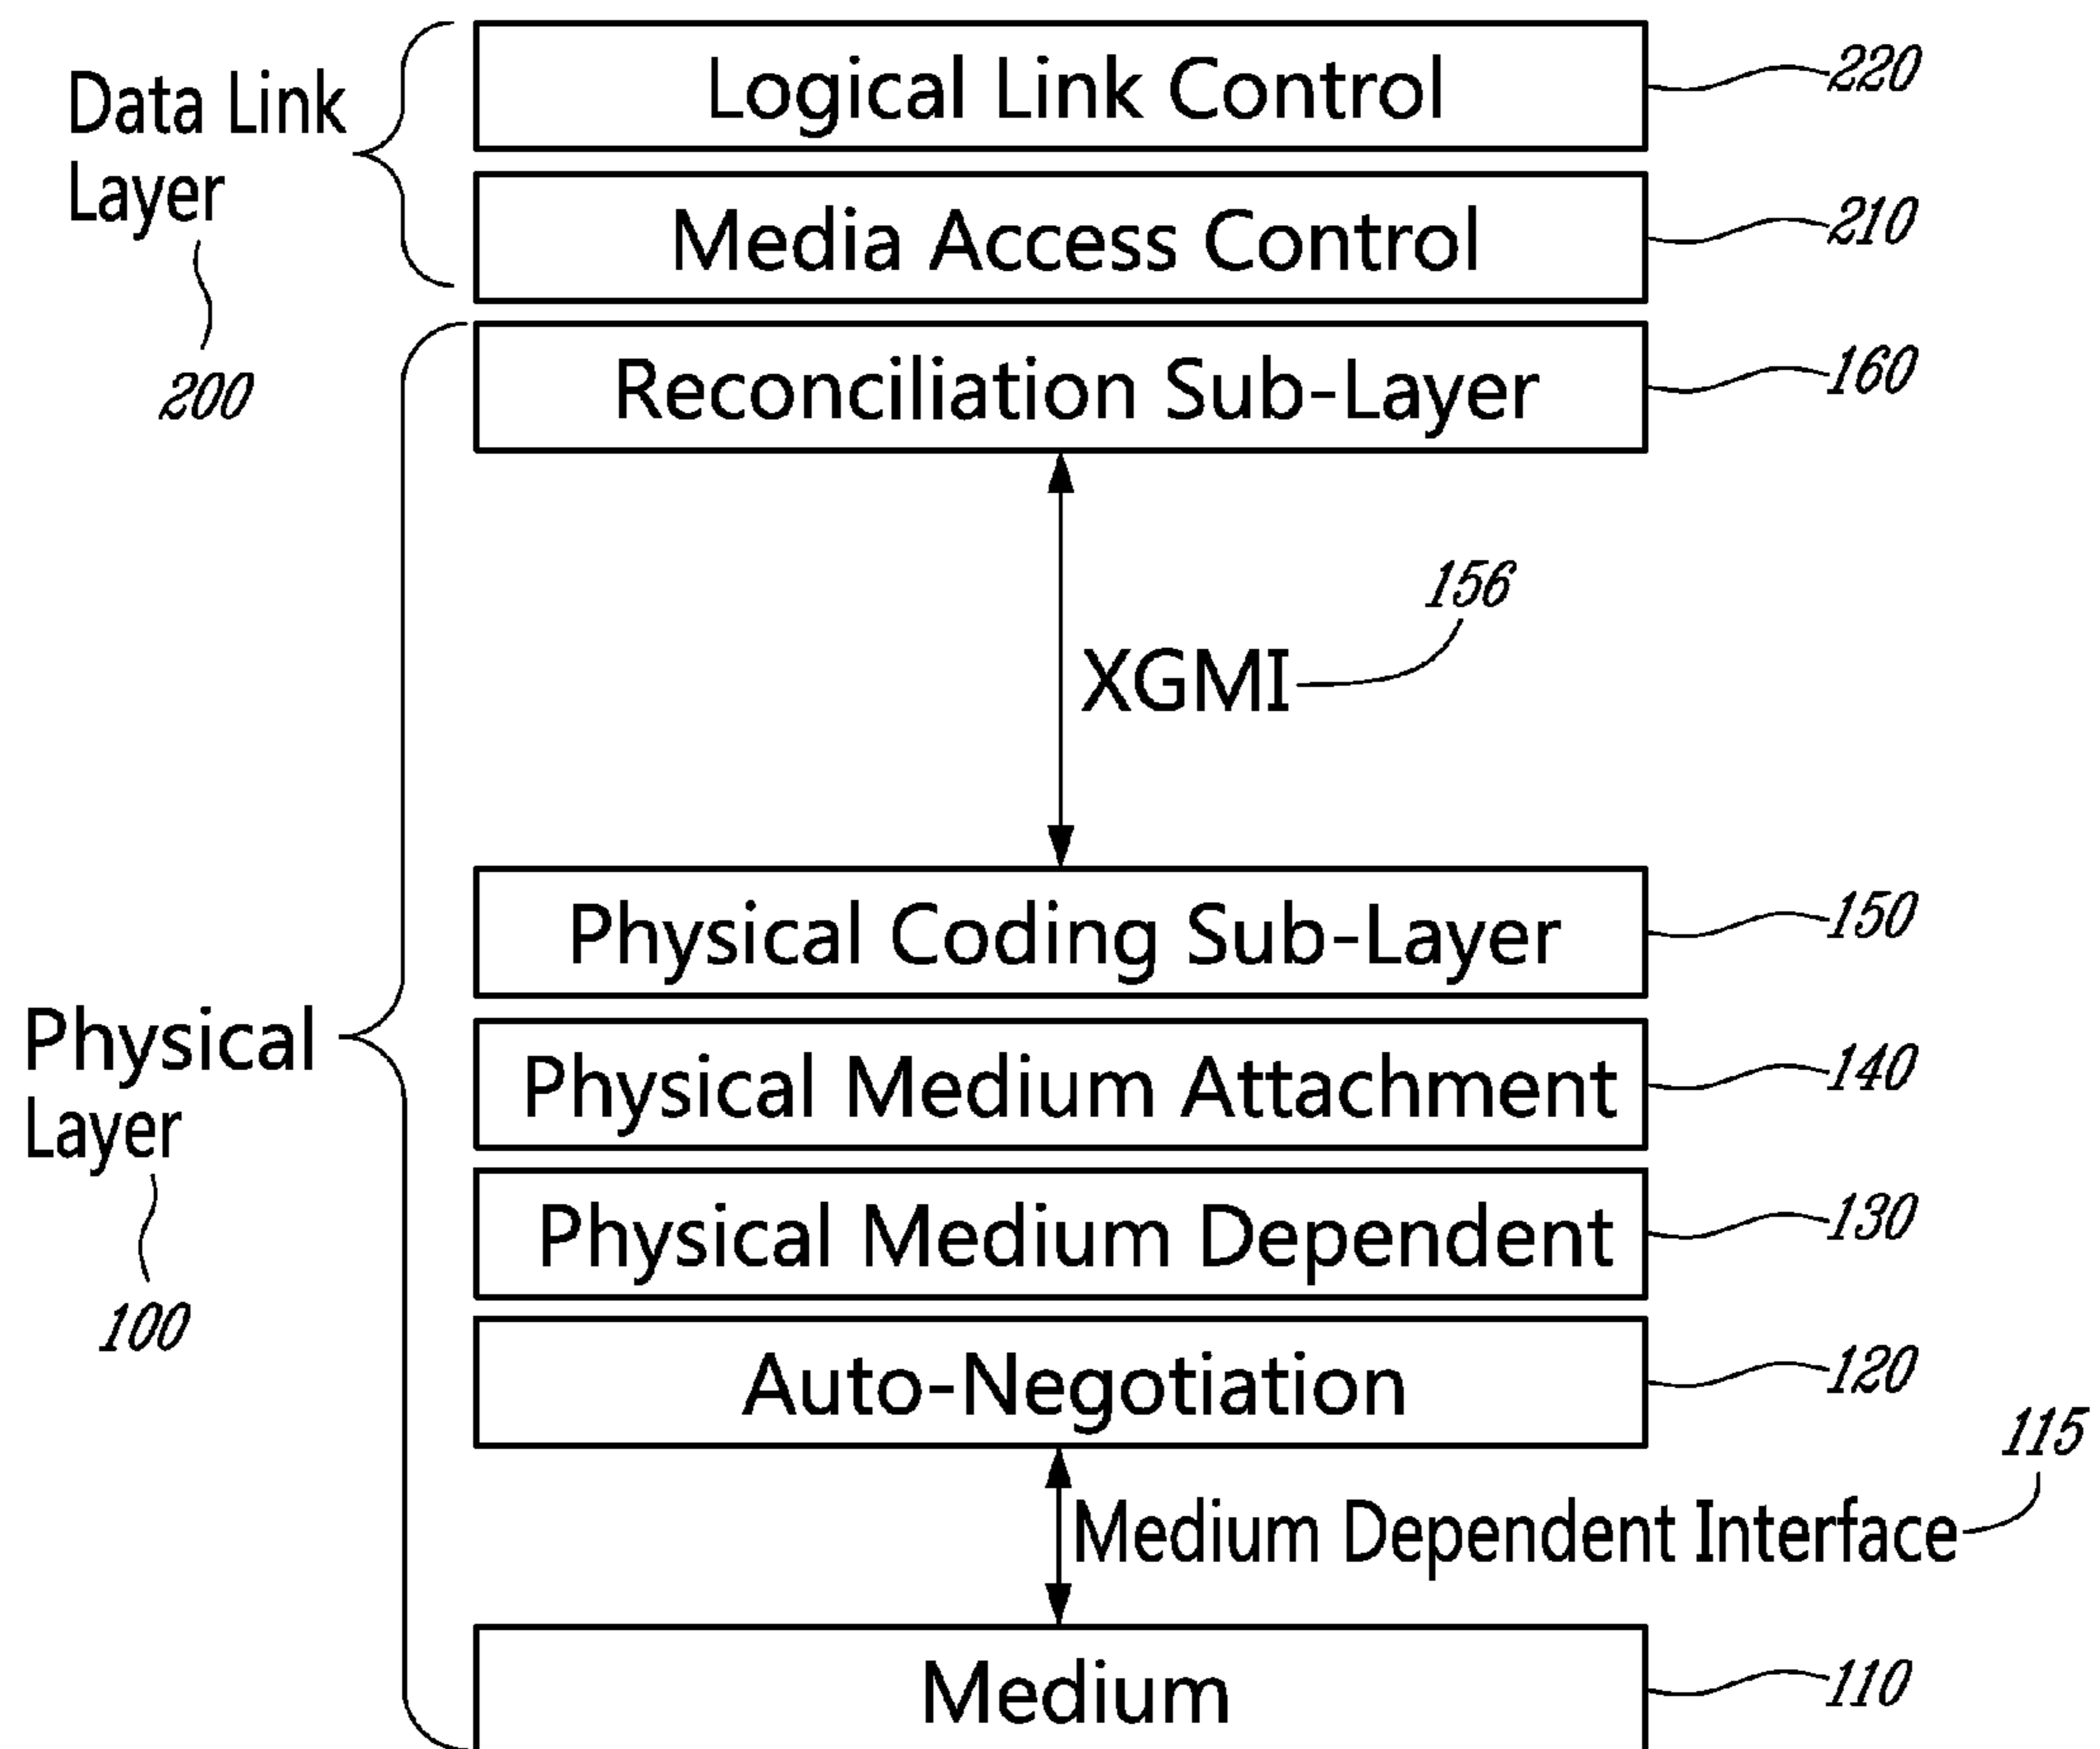 Logical Link Control
220
Data Link
Layer
200
Media Access Control
210
Reconciliation Sub-Layer
160
XGMI
156
Physical Coding Sub-Layer
150
Physical
Layer
100
Physical Medium Attachment
140
Physical Medium Dependent
130
Auto-Negotiation
120
Medium Dependent Interface
115
Medium
110